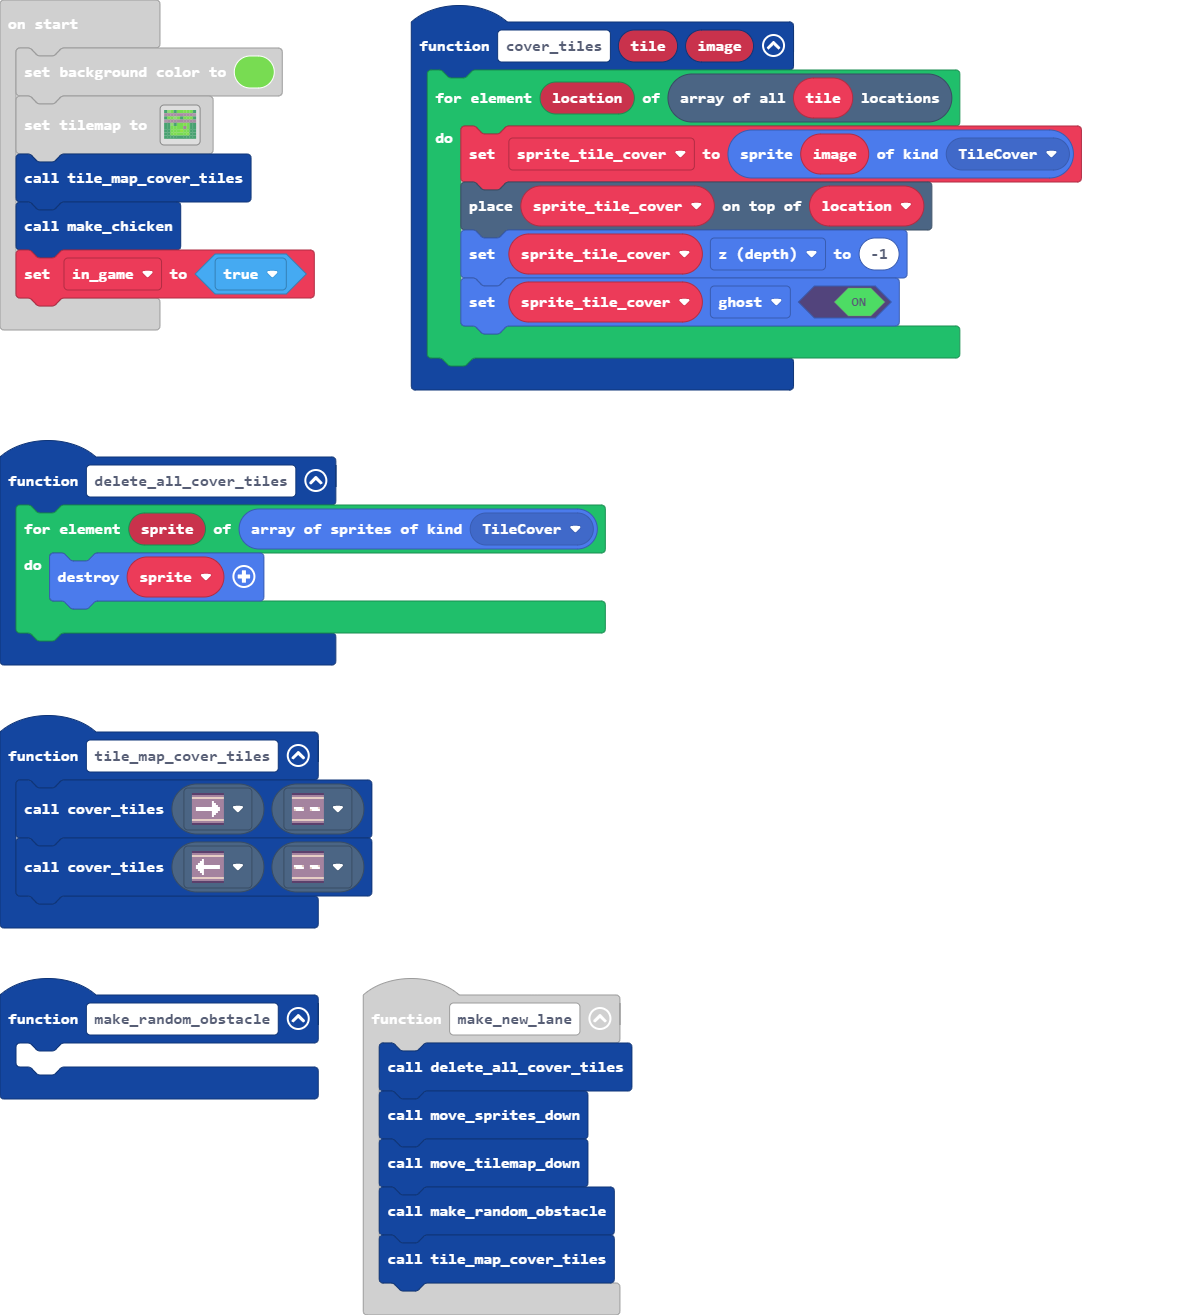 on start
set background color to
set tilemap to
call tile_map_cover_tiles
call make_chicken
set in_game to true
function cover_tiles tile image
for element location of array of all tile locations
do
set sprite_tile_cover to sprite image of kind TileCover
place sprite_tile_cover on top of location
set sprite_tile_cover z (depth) to -1
set sprite_tile_cover ghost ON
function delete_all_cover_tiles
for element sprite of array of sprites of kind TileCover
do
destroy sprite
function tile_map_cover_tiles
call cover_tiles
call cover_tiles
function make_random_obstacle
function make_new_lane
call delete_all_cover_tiles
call move_sprites_down
call move_tilemap_down
call make_random_obstacle
call tile_map_cover_tiles